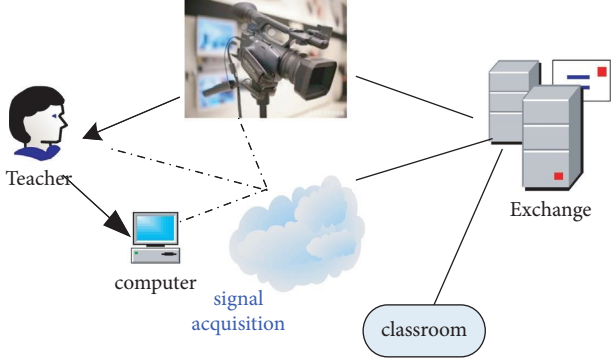 Teacher
Exchange
computer
signal
acquisition
classroom